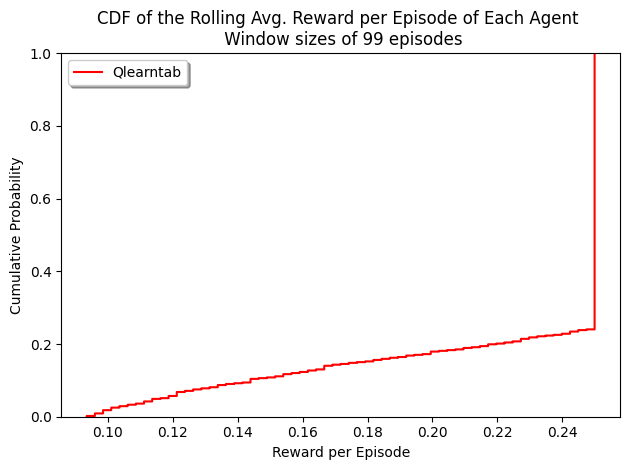 CDF of the Rolling Avg. Reward per Episode of Each Agent
Window sizes of 99 episodes
Qlearntab
Cumulative Probability
1.0
0.8
0.6
0.4
0.2
0.0
0.10 0.12 0.14 0.16 0.18 0.20 0.22 0.24
Reward per Episode